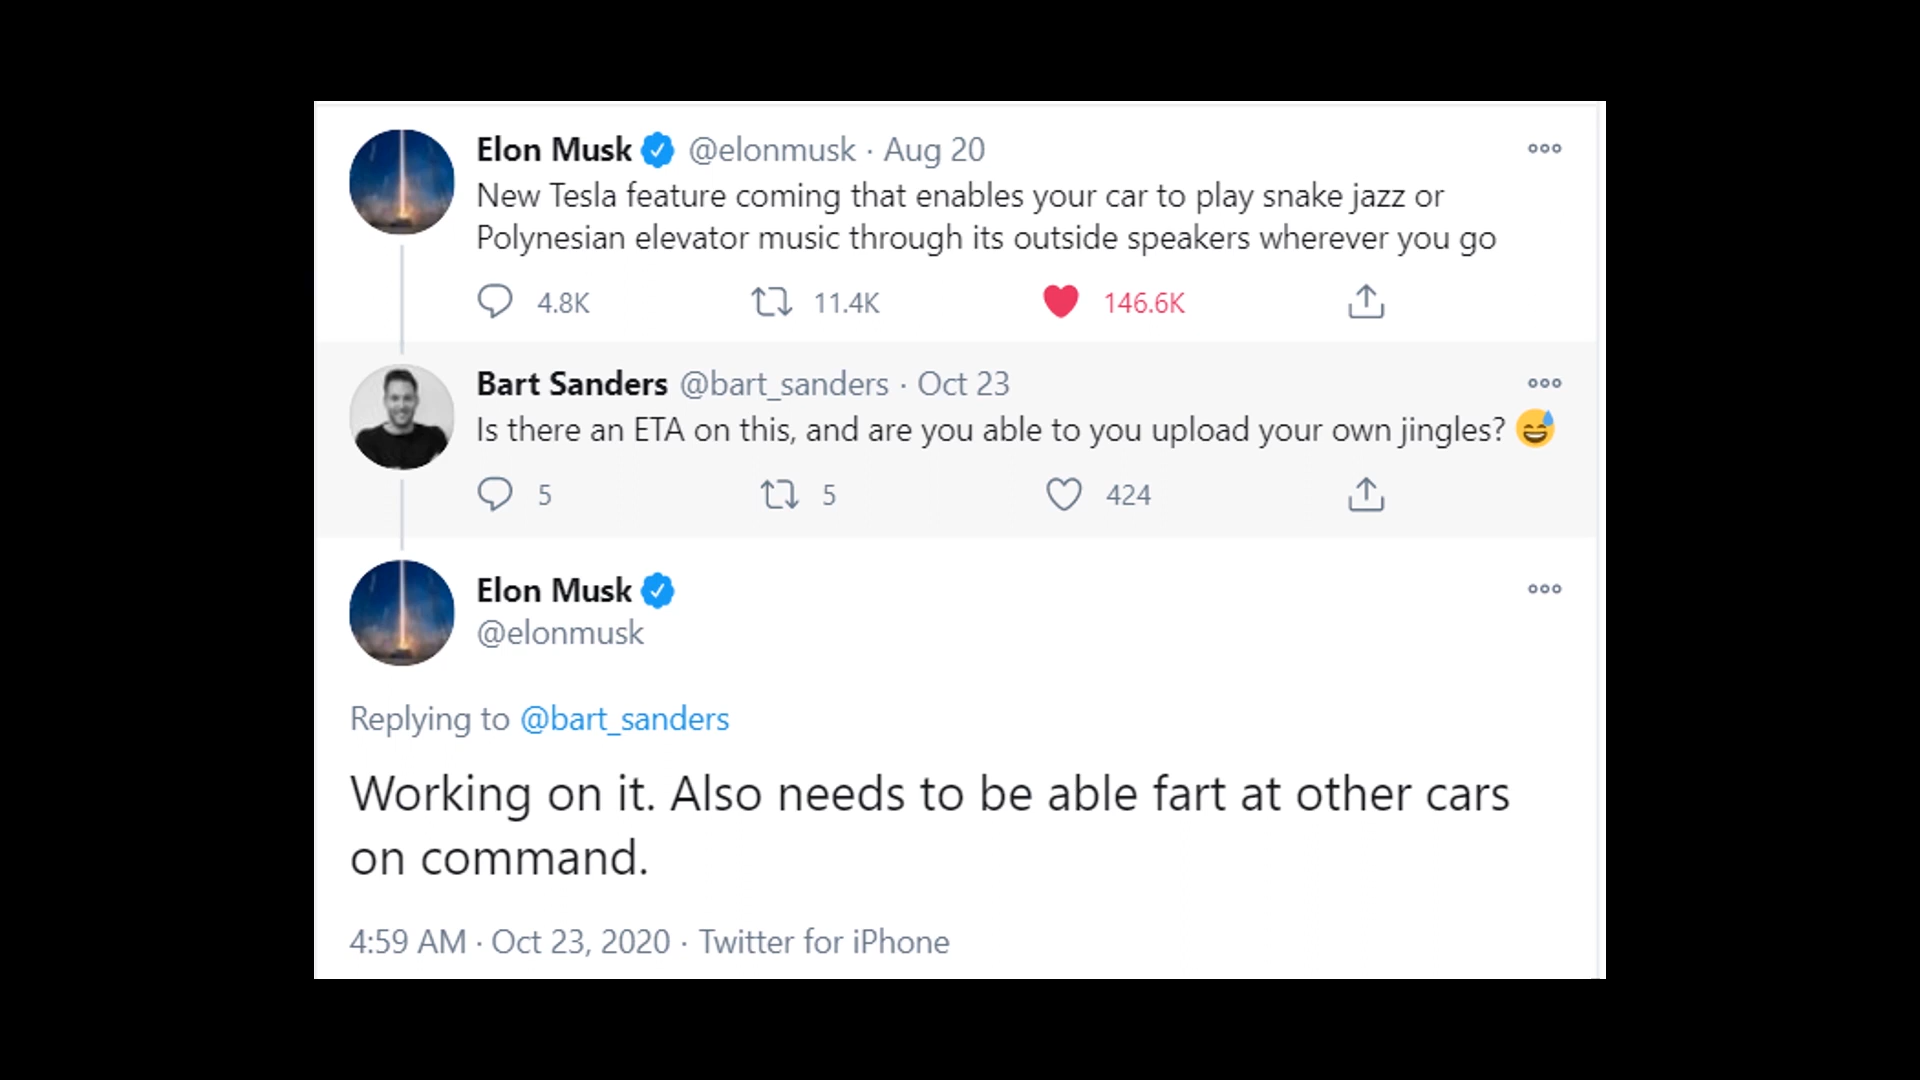 Elon Musk @elonmusk · Aug 20
New Tesla feature coming that enables your car to play snake jazz or
Polynesian elevator music through its outside speakers wherever you go
4.8K 11.4K 146.6K
Bart Sanders @bart_sanders · Oct 23
Is there an ETA on this, and are you able to you upload your own jingles? 😅
5 5 424
Elon Musk
@elonmusk
Replying to @bart_sanders
Working on it. Also needs to be able fart at other cars
on command.
4:59 AM · Oct 23, 2020 · Twitter for iPhone